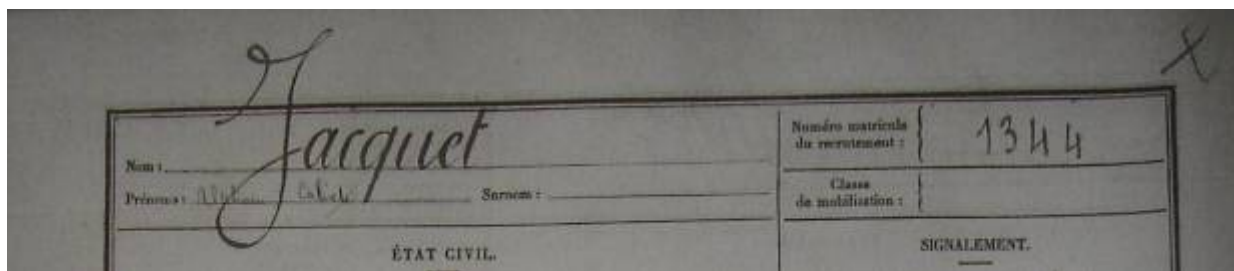 X
Nom : Jacquet
Numéro matricule
du recrutement : 1344
Prénoms : Surnom :
Classe
de mobilisation :
ÉTAT CIVIL.
SIGNALEMENT.